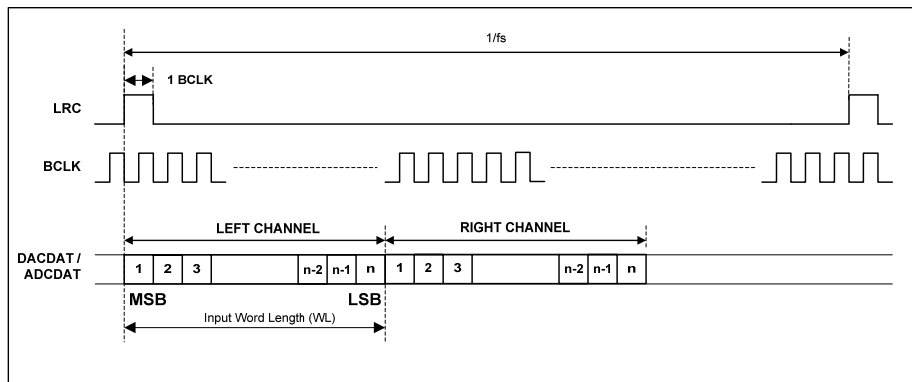 1/fs
1 BCLK
LRC
BCLK
LEFT CHANNEL RIGHT CHANNEL
DACDAT /
ADCDAT
1 2 3 n-2 n-1 n 1 2 3 n-2 n-1 n
MSB LSB
Input Word Length (WL)